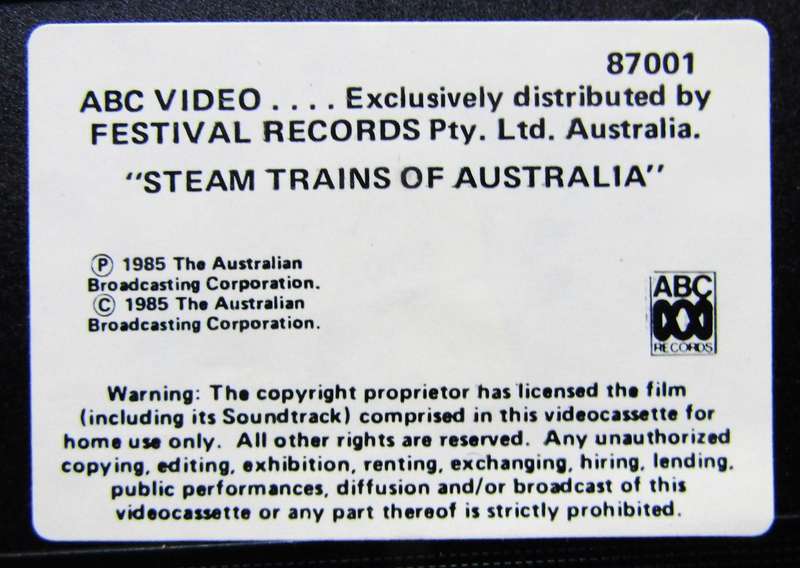 87001
ABC VIDEO .... Exclusively distributed by
FESTIVAL RECORDS Pty. Ltd. Australia.
"STEAM TRAINS OF AUSTRALIA"
Ⓟ 1985 The Australian
Broadcasting Corporation.
© 1985 The Australian
Broadcasting Corporation.
ABC
RECORDS
Warning: The copyright proprietor has licensed the film
(including its Soundtrack) comprised in this videocassette for
home use only. All other rights are reserved. Any unauthorized
copying, editing, exhibition, renting, exchanging, hiring, lending,
public performances, diffusion and/or broadcast of this
videocassette or any part thereof is strictly prohibited.